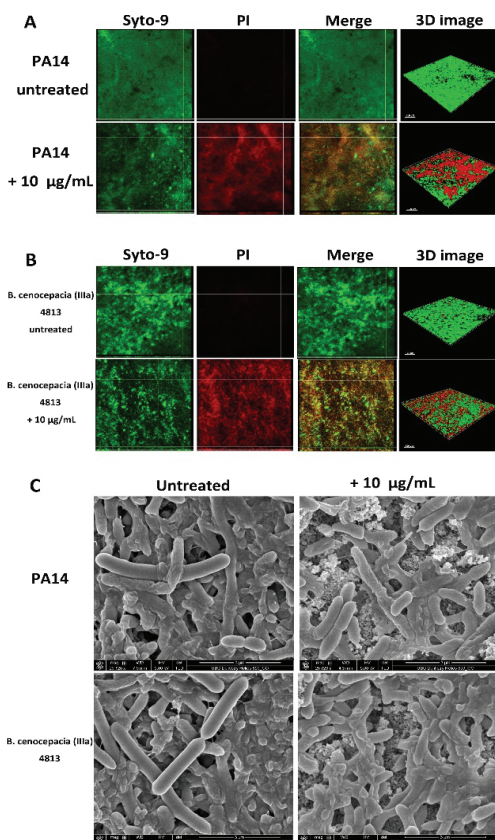 A
Syto-9 PI Merge 3D image
PA14
untreated
PA14
+ 10 µg/mL
B
Syto-9 PI Merge 3D image
B. cenocepacia (IIIa)
4813
untreated
B. cenocepacia (IIIa)
4813
+ 10 µg/mL
C
Untreated + 10 µg/mL
PA14
B. cenocepacia (IIIa)
4813